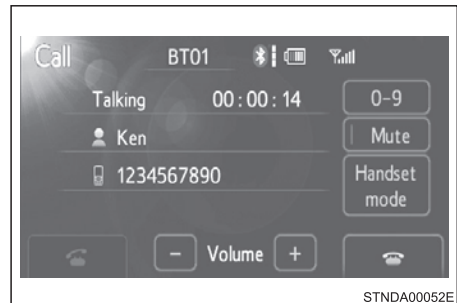 Call BT01
Talking 00:00:14 0-9
Ken Mute
1234567890 Handset
mode
- Volume +
STNDA00052E